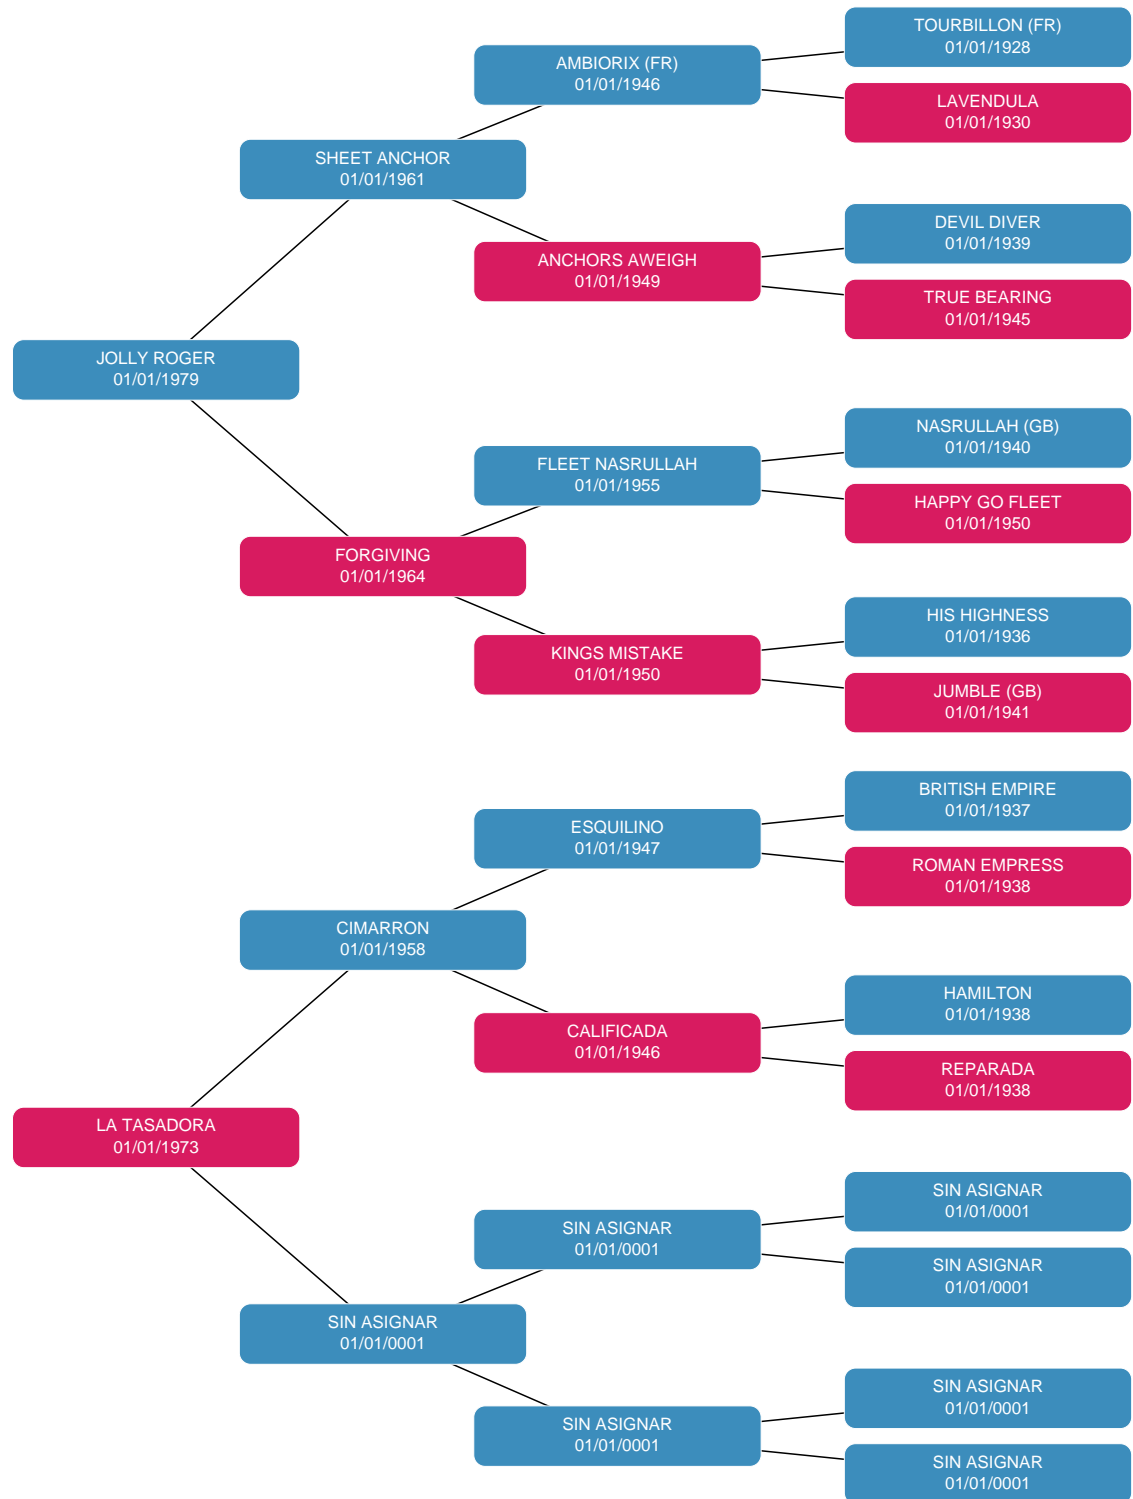 TOURBILLON (FR)
01/01/1928
AMBIORIX (FR)
01/01/1946
LAVENDULA
01/01/1930
SHEET ANCHOR
01/01/1961
DEVIL DIVER
01/01/1939
ANCHORS AWEIGH
01/01/1949
TRUE BEARING
01/01/1945
JOLLY ROGER
01/01/1979
NASRULLAH (GB)
01/01/1940
FLEET NASRULLAH
01/01/1955
HAPPY GO FLEET
01/01/1950
FORGIVING
01/01/1964
HIS HIGHNESS
01/01/1936
KINGS MISTAKE
01/01/1950
JUMBLE (GB)
01/01/1941
BRITISH EMPIRE
01/01/1937
ESQUILINO
01/01/1947
ROMAN EMPRESS
01/01/1938
CIMARRON
01/01/1958
HAMILTON
01/01/1938
CALIFICADA
01/01/1946
REPARADA
01/01/1938
LA TASADORA
01/01/1973
SIN ASIGNAR
01/01/0001
SIN ASIGNAR
01/01/0001
SIN ASIGNAR
01/01/0001
SIN ASIGNAR
01/01/0001
SIN ASIGNAR
01/01/0001
SIN ASIGNAR
01/01/0001
SIN ASIGNAR
01/01/0001